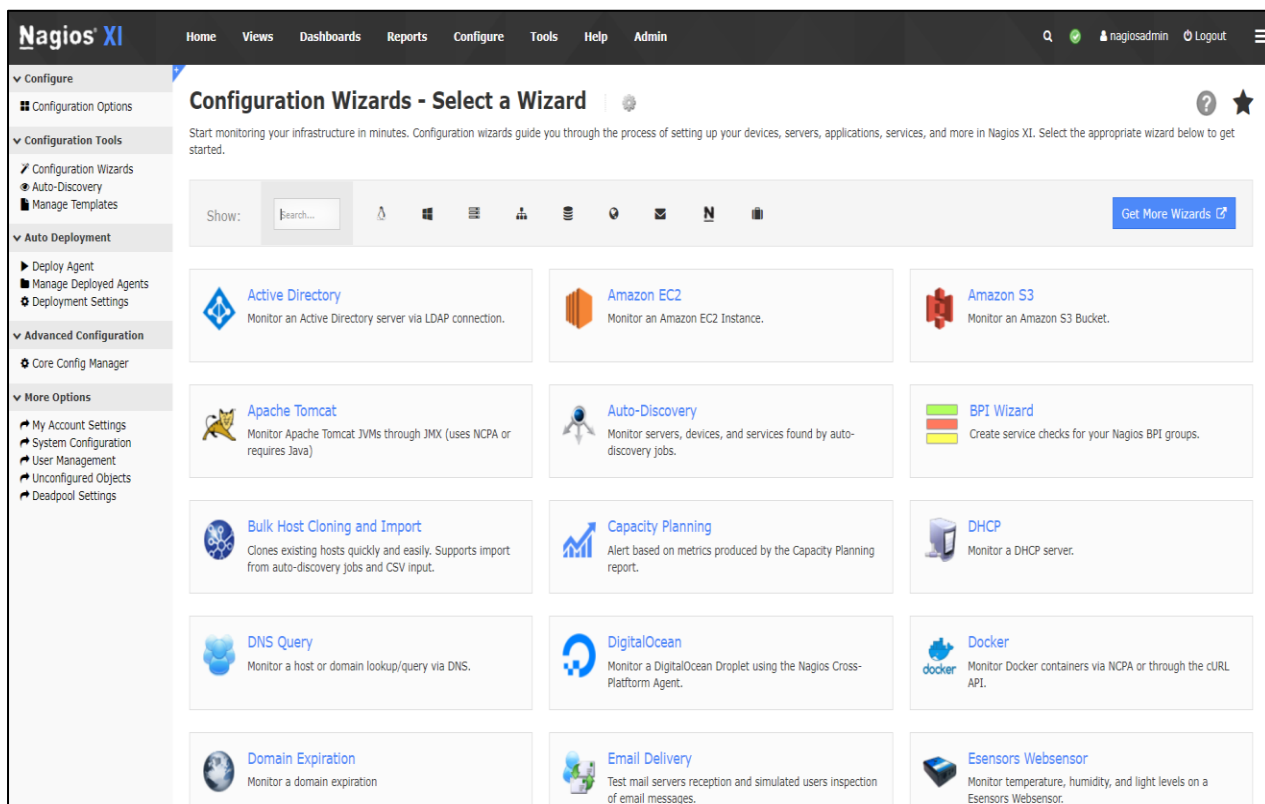 Nagios® XI
Home Views Dashboards Reports Configure Tools Help Admin
nagiosadmin Logout
Configure
Configuration Options
Configuration Tools
Configuration Wizards
Auto-Discovery
Manage Templates
Auto Deployment
Deploy Agent
Manage Deployed Agents
Deployment Settings
Advanced Configuration
Core Config Manager
More Options
My Account Settings
System Configuration
User Management
Unconfigured Objects
Deadpool Settings
Configuration Wizards - Select a Wizard
Start monitoring your infrastructure in minutes. Configuration wizards guide you through the process of setting up your devices, servers, applications, services, and more in Nagios XI. Select the appropriate wizard below to get
started.
Show: Search... N Get More Wizards
Active Directory
Monitor an Active Directory server via LDAP connection.
Amazon EC2
Monitor an Amazon EC2 Instance.
Amazon S3
Monitor an Amazon S3 Bucket.
Apache Tomcat
Monitor Apache Tomcat JVMs through JMX (uses NCPA or
requires Java)
Auto-Discovery
Monitor servers, devices, and services found by auto-
discovery jobs.
BPI Wizard
Create service checks for your Nagios BPI groups.
Bulk Host Cloning and Import
Clones existing hosts quickly and easily. Supports import
from auto-discovery jobs and CSV input.
Capacity Planning
Alert based on metrics produced by the Capacity Planning
report.
DHCP
Monitor a DHCP server.
DNS Query
Monitor a host or domain lookup/query via DNS.
DigitalOcean
Monitor a DigitalOcean Droplet using the Nagios Cross-
Platftorm Agent.
docker
Docker
Monitor Docker containers via NCPA or through the cURL
API.
Domain Expiration
Monitor a domain expiration
Email Delivery
Test mail servers reception and simulated users inspection
of email messages.
Esensors Websensor
Monitor temperature, humidity, and light levels on a
Esensors Websensor.